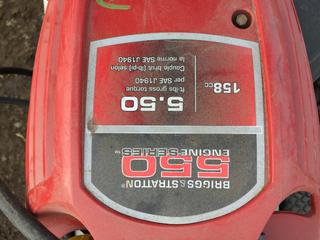 BRIGGS & STRATTON®
550
ENGINE SERIES™
5.50
ft·lbs gross torque
per SAE J1940
Couple brut (lb-pi) selon
la norme SAE J1940
158cc